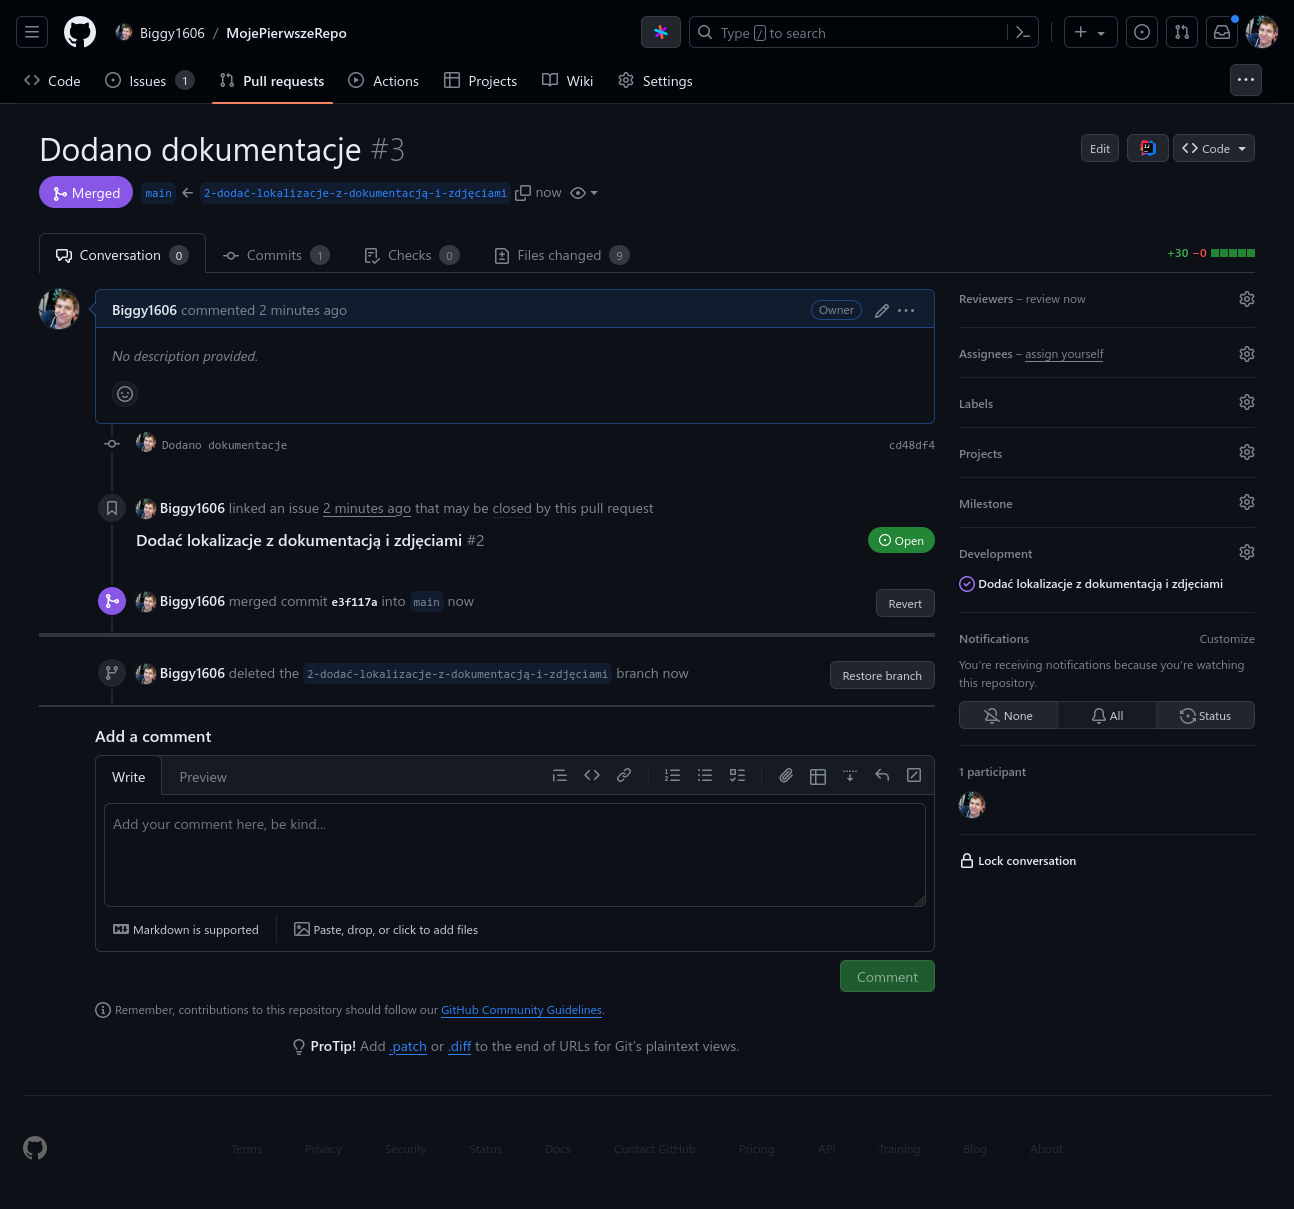 Biggy1606 / MojePierwszeRepo
Type / to search
Code
Issues 1
Pull requests
Actions
Projects
Wiki
Settings
Dodano dokumentacje #3
Edit
Code
Merged
main
2-dodać-lokalizacje-z-dokumentacją-i-zdjęciami
now
Conversation 0
Commits 1
Checks 0
Files changed 9
+30 −0
Biggy1606 commented 2 minutes ago
Owner
No description provided.
Dodano dokumentacje
cd48df4
Biggy1606 linked an issue 2 minutes ago that may be closed by this pull request
Dodać lokalizacje z dokumentacją i zdjęciami #2
Open
Biggy1606 merged commit e3f117a into main now
Revert
Biggy1606 deleted the 2-dodać-lokalizacje-z-dokumentacją-i-zdjęciami branch now
Restore branch
Add a comment
Write
Preview
Add your comment here, be kind...
Markdown is supported
Paste, drop, or click to add files
Comment
Remember, contributions to this repository should follow our GitHub Community Guidelines.
ProTip! Add .patch or .diff to the end of URLs for Git's plaintext views.
Reviewers – review now
Assignees – assign yourself
Labels
Projects
Milestone
Development
Dodać lokalizacje z dokumentacją i zdjęciami
Notifications
Customize
You're receiving notifications because you're watching
this repository.
None
All
Status
1 participant
Lock conversation
Terms
Privacy
Security
Status
Docs
Contact GitHub
Pricing
API
Training
Blog
About